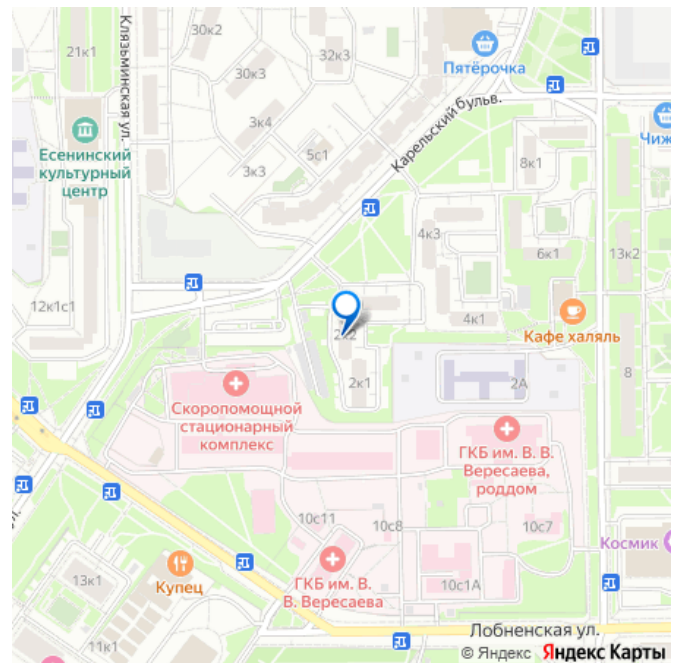 21к1
Клязьминская ул.
30к2
30к3
32к3
Пятёрочка
3к4
3к3
5с1
Карельский бульв.
Чиж
Есенинский
культурный
центр
8к1
4к3
6к1
13к2
12к1с1
2к2
4к1
Кафе халяль
2к1
2А
8
Скоропомощной
стационарный
комплекс
ГКБ им. В. В.
Вересаева,
роддом
10с11
10с8
10с7
Космик
ул.
Купец
13к1
ГКБ им. В.
В. Вересаева
10с1А
11к1
Лобненская ул.
© Яндекс Яндекс Карты